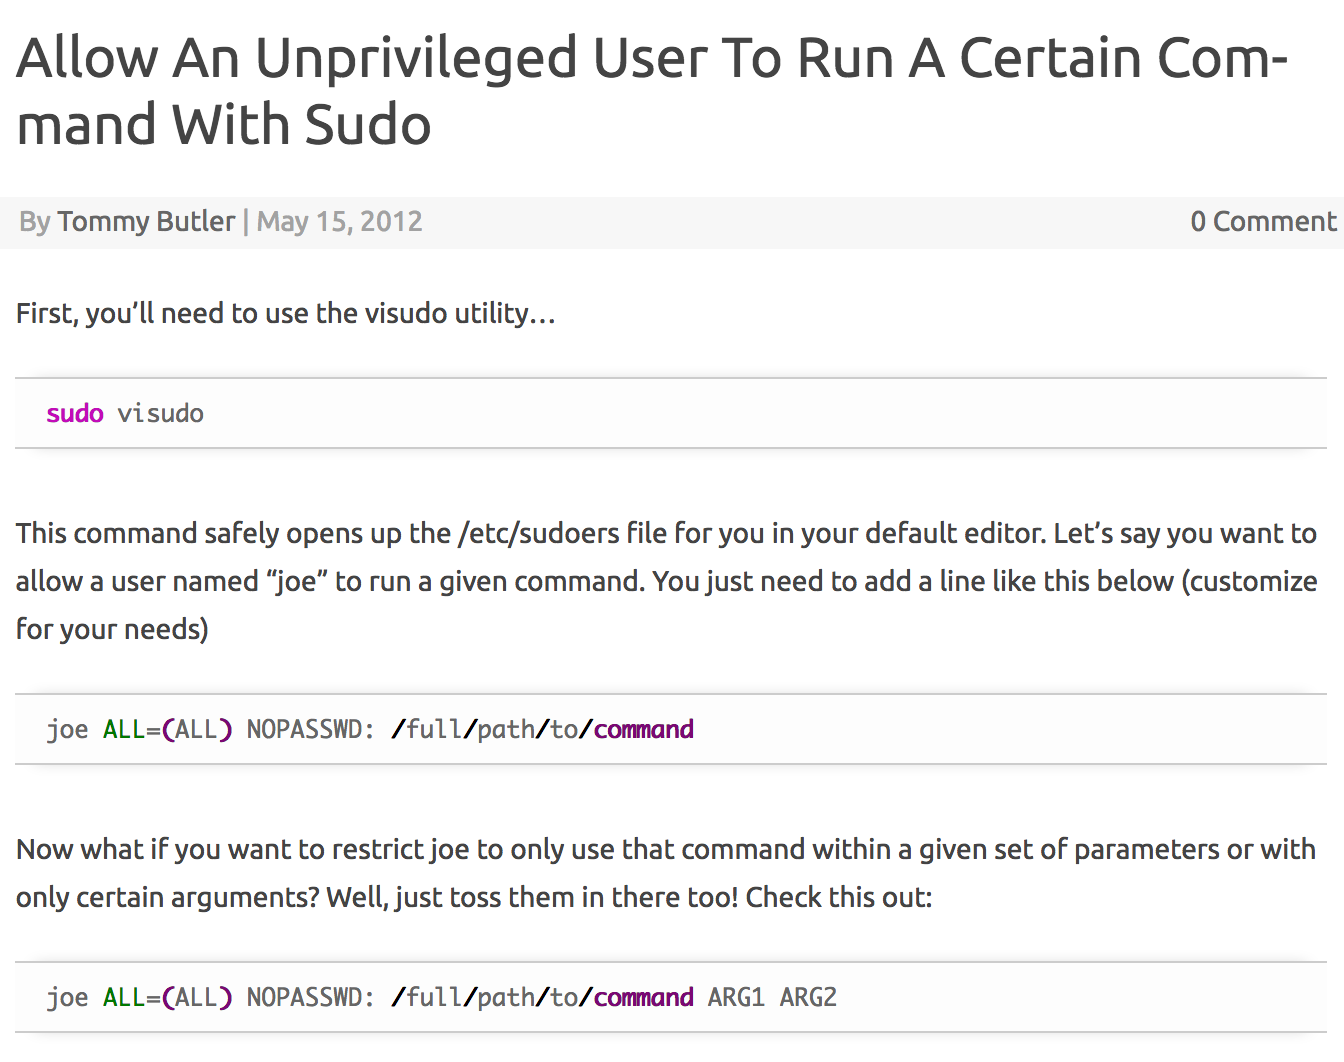 Allow An Unprivileged User To Run A Certain Com-
mand With Sudo
By Tommy Butler | May 15, 2012
0 Comment
First, you’ll need to use the visudo utility…
sudo visudo
This command safely opens up the /etc/sudoers file for you in your default editor. Let’s say you want to
allow a user named “joe” to run a given command. You just need to add a line like this below (customize
for your needs)
joe ALL=(ALL) NOPASSWD: /full/path/to/command
Now what if you want to restrict joe to only use that command within a given set of parameters or with
only certain arguments? Well, just toss them in there too! Check this out:
joe ALL=(ALL) NOPASSWD: /full/path/to/command ARG1 ARG2